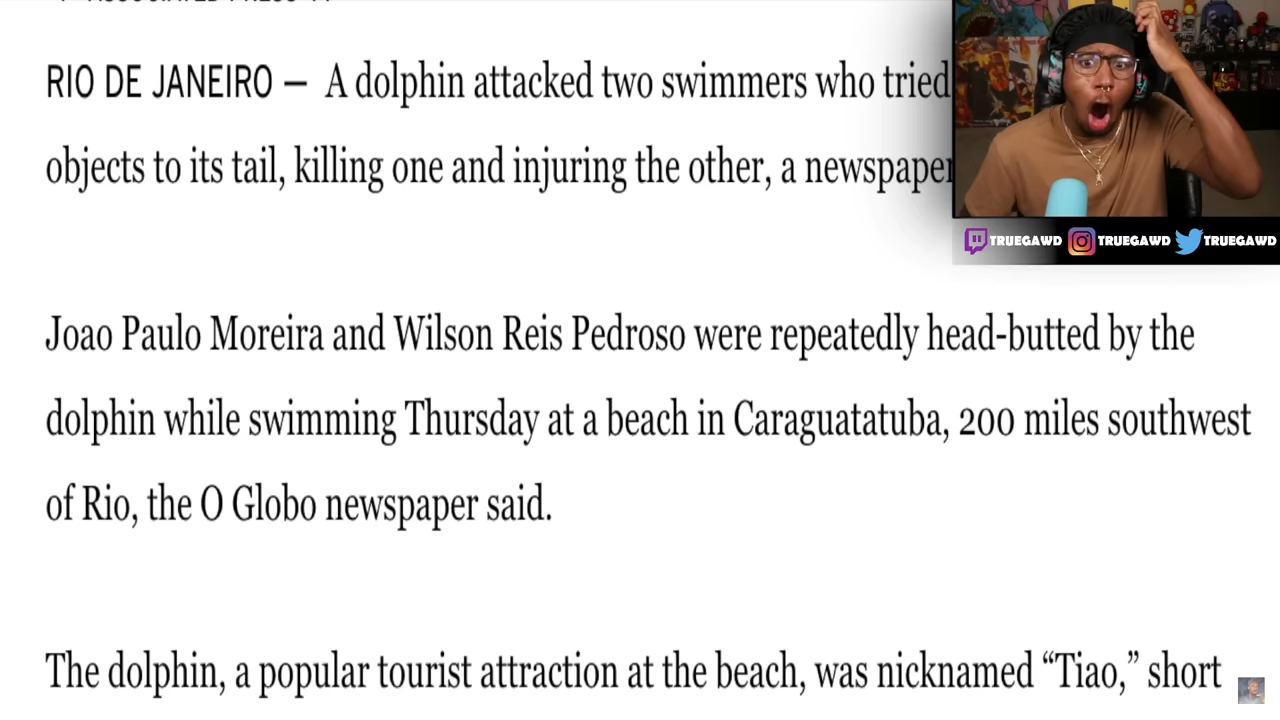 RIO DE JANEIRO — A dolphin attacked two swimmers who tried
objects to its tail, killing one and injuring the other, a newspaper
TRUEGAWD TRUEGAWD TRUEGAWD
Joao Paulo Moreira and Wilson Reis Pedroso were repeatedly head-butted by the
dolphin while swimming Thursday at a beach in Caraguatatuba, 200 miles southwest
of Rio, the O Globo newspaper said.
The dolphin, a popular tourist attraction at the beach, was nicknamed “Tiao,” short